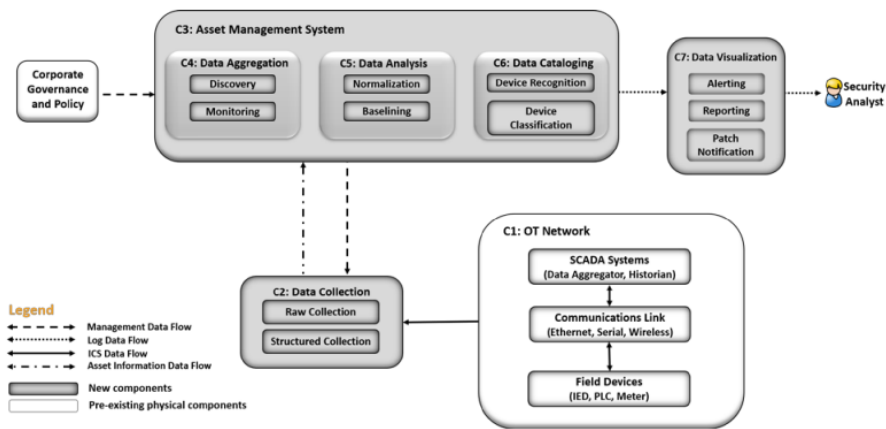 C3: Asset Management System
C4: Data Aggregation
Discovery
Monitoring
C5: Data Analysis
Normalization
Baselining
C6: Data Cataloging
Device Recognition
Device
Classification
Corporate
Governance
and Policy
C7: Data Visualization
Alerting
Reporting
Patch
Notification
Security
Analyst
C1: OT Network
SCADA Systems
(Data Aggregator, Historian)
Communications Link
(Ethernet, Serial, Wireless)
Field Devices
(IED, PLC, Meter)
C2: Data Collection
Raw Collection
Structured Collection
Legend
Management Data Flow
Log Data Flow
ICS Data Flow
Asset Information Data Flow
New components
Pre-existing physical components